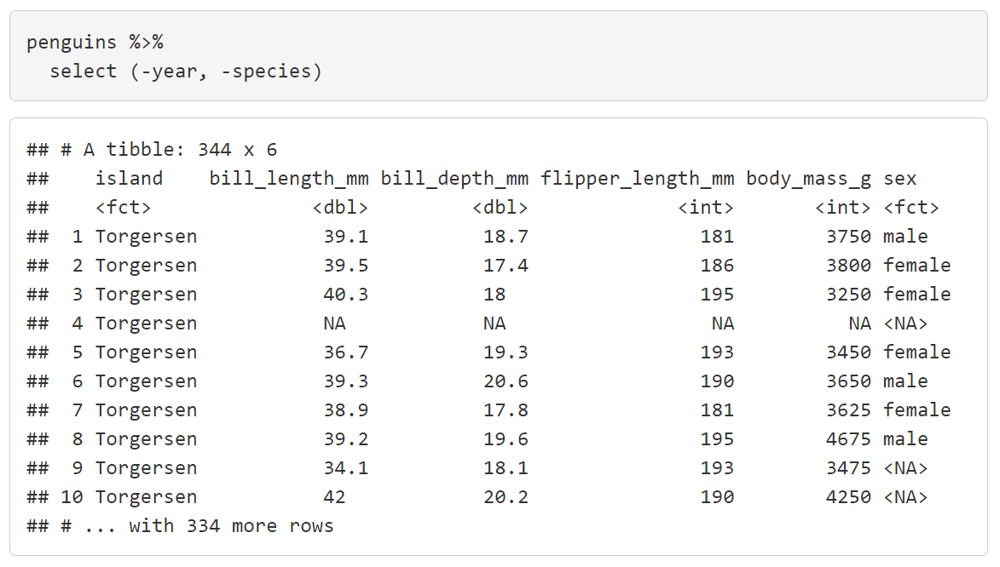 penguins %>%
  select (-year, -species)
## # A tibble: 344 x 6
##    island    bill_length_mm bill_depth_mm flipper_length_mm body_mass_g sex
##    <fct>              <dbl>         <dbl>             <int>       <int> <fct>
##  1 Torgersen           39.1          18.7               181        3750 male
##  2 Torgersen           39.5          17.4               186        3800 female
##  3 Torgersen           40.3          18                 195        3250 female
##  4 Torgersen           NA            NA                  NA          NA <NA>
##  5 Torgersen           36.7          19.3               193        3450 female
##  6 Torgersen           39.3          20.6               190        3650 male
##  7 Torgersen           38.9          17.8               181        3625 female
##  8 Torgersen           39.2          19.6               195        4675 male
##  9 Torgersen           34.1          18.1               193        3475 <NA>
## 10 Torgersen           42            20.2               190        4250 <NA>
## # ... with 334 more rows